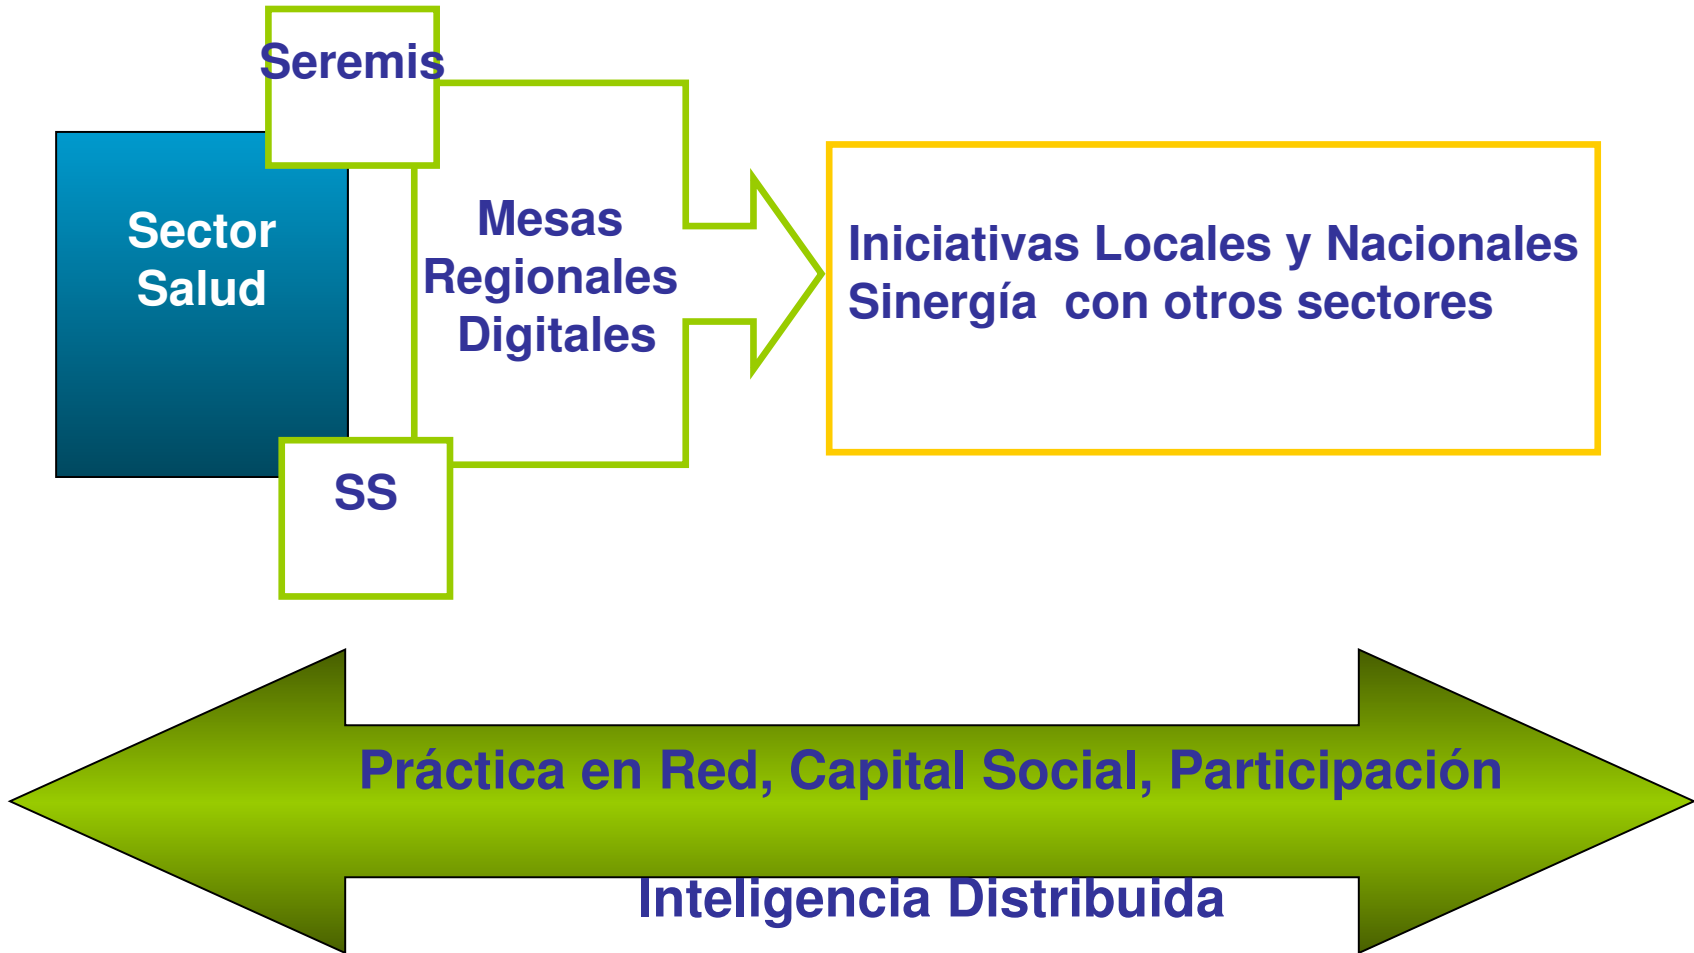 Seremis
Sector
Salud
Mesas
Regionales
Digitales
SS
Iniciativas Locales y Nacionales
Sinergía con otros sectores
Práctica en Red, Capital Social, Participación
Inteligencia Distribuida